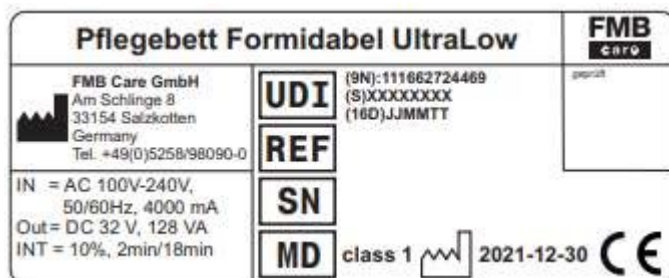 Pflegebett Formidabel UltraLow
FMB
care
FMB Care GmbH
Am Schlinge 8
33154 Salzkotten
Germany
Tel. +49(0)5258/98090-0
UDI
(9N):111662724469
(S)XXXXXXXX
(16D)JJMMTT
geprüft
REF
IN = AC 100V-240V,
50/60Hz, 4000 mA
Out = DC 32 V, 128 VA
INT = 10%, 2min/18min
SN
MD class 1 2021-12-30 CE